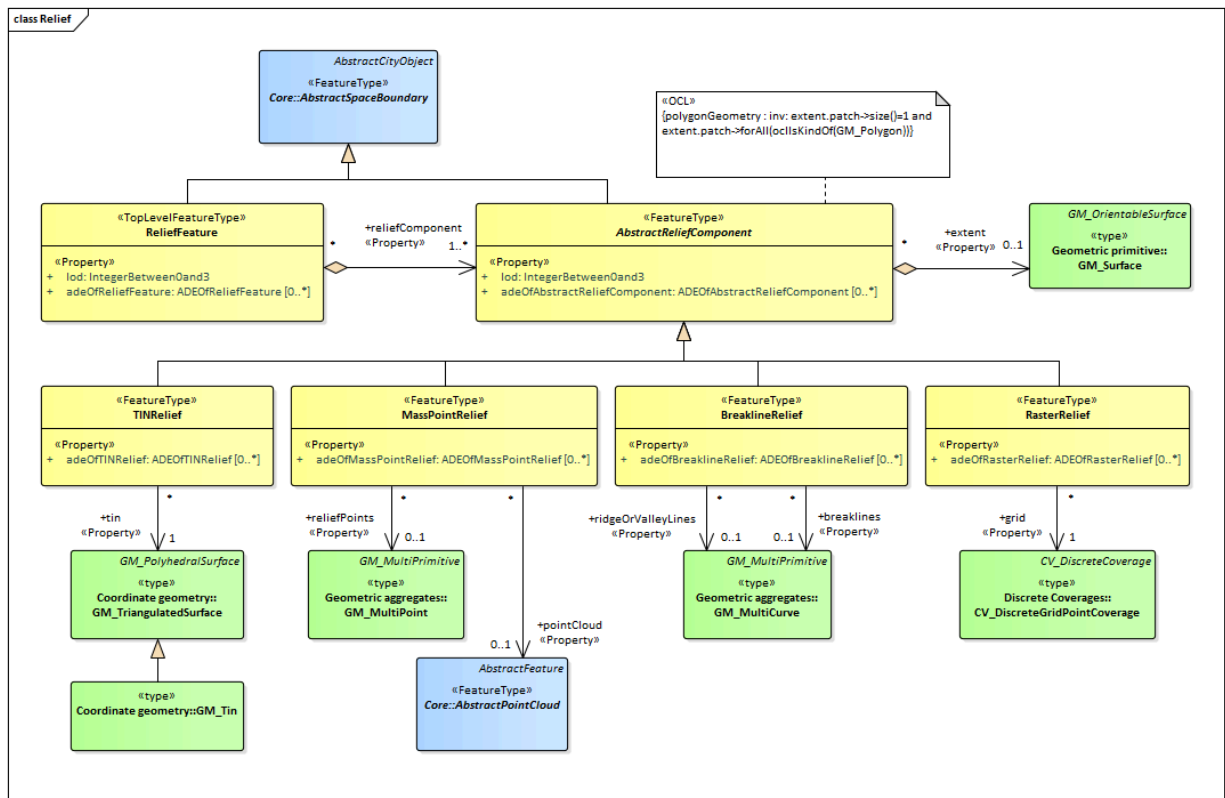 class Relief
AbstractCityObject
«FeatureType»
Core::AbstractSpaceBoundary
«OCL»
{polygonGeometry : inv: extent.patch->size()=1 and
extent.patch->forAll(oclIsKindOf(GM_Polygon))}
«TopLevelFeatureType»
ReliefFeature
«Property»
+ lod: IntegerBetween0and3
+ adeOfReliefFeature: ADEOfReliefFeature [0..*]
+reliefComponent
* «Property» 1..*
«FeatureType»
AbstractReliefComponent
«Property»
+ lod: IntegerBetween0and3
+ adeOfAbstractReliefComponent: ADEOfAbstractReliefComponent [0..*]
+extent
* «Property» 0..1
GM_OrientableSurface
«type»
Geometric primitive::
GM_Surface
«FeatureType»
TINRelief
«Property»
+ adeOfTINRelief: ADEOfTINRelief [0..*]
«FeatureType»
MassPointRelief
«Property»
+ adeOfMassPointRelief: ADEOfMassPointRelief [0..*]
«FeatureType»
BreaklineRelief
«Property»
+ adeOfBreaklineRelief: ADEOfBreaklineRelief [0..*]
«FeatureType»
RasterRelief
«Property»
+ adeOfRasterRelief: ADEOfRasterRelief [0..*]
*
+tin
«Property» 1
*
+reliefPoints
«Property» 0..1
*
+pointCloud
0..1 «Property»
*
+ridgeOrValleyLines
«Property» 0..1
*
+breaklines
0..1 «Property»
*
+grid
«Property» 1
GM_PolyhedralSurface
«type»
Coordinate geometry::
GM_TriangulatedSurface
GM_MultiPrimitive
«type»
Geometric aggregates::
GM_MultiPoint
GM_MultiPrimitive
«type»
Geometric aggregates::
GM_MultiCurve
CV_DiscreteCoverage
«type»
Discrete Coverages::
CV_DiscreteGridPointCoverage
«type»
Coordinate geometry::GM_Tin
AbstractFeature
«FeatureType»
Core::AbstractPointCloud